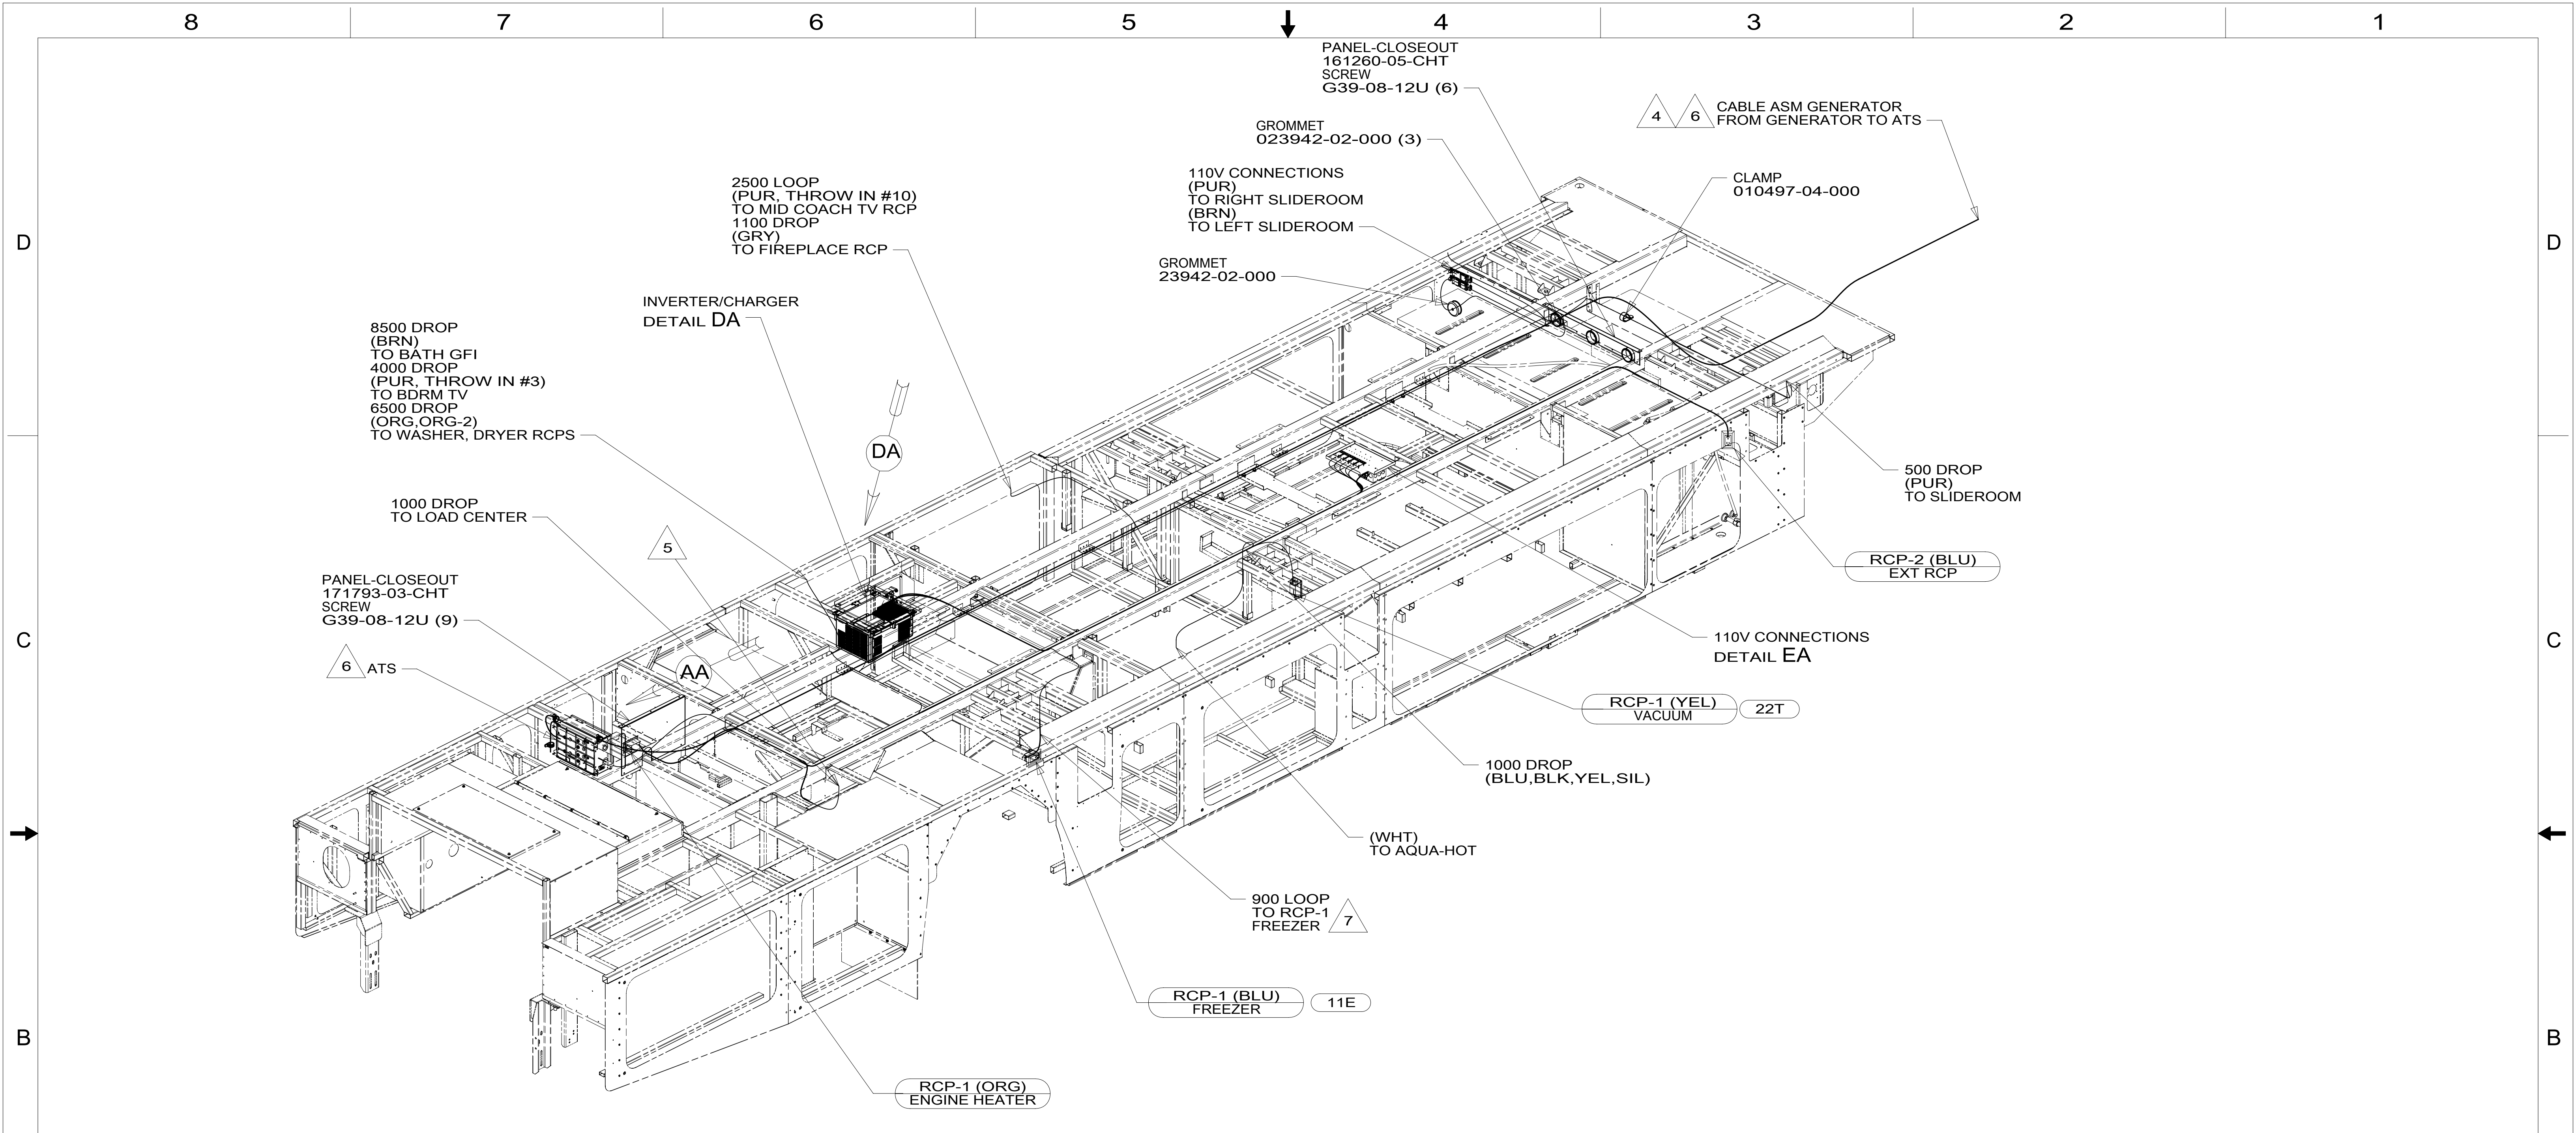 8 7 6 5 4 3 2 1
PANEL-CLOSEOUT
161260-05-CHT
SCREW
G39-08-12U (6)
4 6 CABLE ASM GENERATOR
FROM GENERATOR TO ATS
GROMMET
023942-02-000 (3)
110V CONNECTIONS
(PUR)
TO RIGHT SLIDEROOM
(BRN)
TO LEFT SLIDEROOM
CLAMP
010497-04-000
2500 LOOP
(PUR, THROW IN #10)
TO MID COACH TV RCP
1100 DROP
(GRY)
TO FIREPLACE RCP
D
D
GROMMET
23942-02-000
INVERTER/CHARGER
DETAIL DA
8500 DROP
(BRN)
TO BATH GFI
4000 DROP
(PUR, THROW IN #3)
TO BDRM TV
6500 DROP
(ORG,ORG-2)
TO WASHER, DRYER RCPS
DA
500 DROP
(PUR)
TO SLIDEROOM
1000 DROP
TO LOAD CENTER
5
RCP-2 (BLU)
EXT RCP
PANEL-CLOSEOUT
171793-03-CHT
SCREW
G39-08-12U (9)
110V CONNECTIONS
DETAIL EA
C
C
6 ATS
AA
RCP-1 (YEL)
VACUUM
22T
1000 DROP
(BLU,BLK,YEL,SIL)
(WHT)
TO AQUA-HOT
900 LOOP
TO RCP-1
FREEZER 7
RCP-1 (BLU)
FREEZER
11E
B
B
RCP-1 (ORG)
ENGINE HEATER